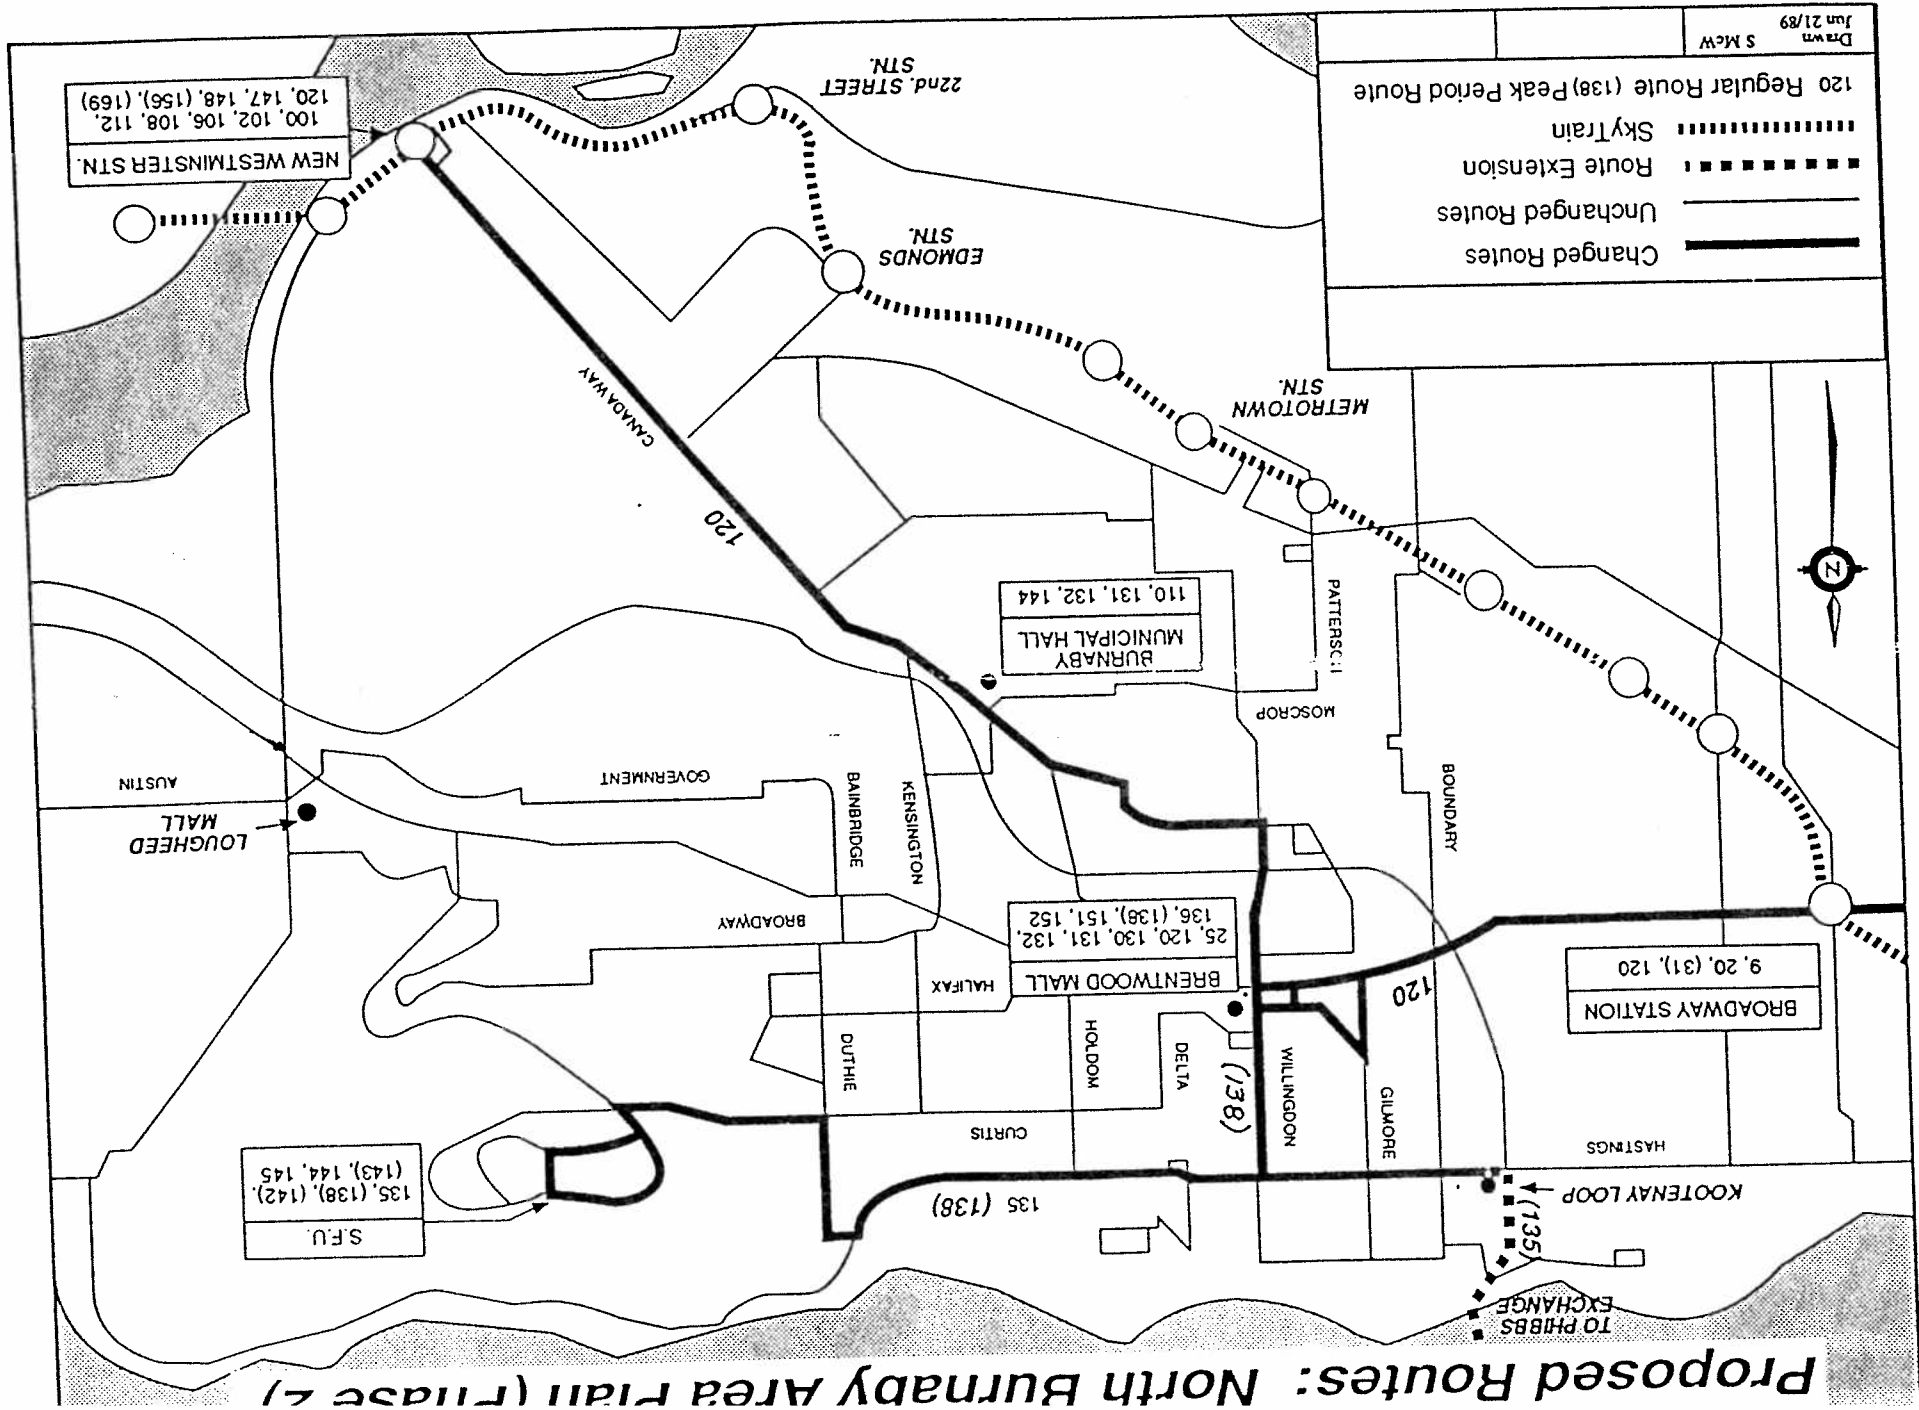 Proposed Routes: North Burnaby Area Plan (Phase 2)
TO PHIBBS
EXCHANGE
(135)
KOOTENAY LOOP
HASTINGS
135 (138)
S.F.U.
135, (138), (142),
(143), 144, 145
CURTIS
GILMORE
WILLINGDON
(138)
DELTA
HOLDOM
DUTHIE
BROADWAY STATION
9, 20, (31), 120
120
BRENTWOOD MALL
25, 120, 130, 131, 132,
136, (138), 151, 152
HALIFAX
BROADWAY
BOUNDARY
KENSINGTON
BAINBRIDGE
GOVERNMENT
LOUGHEED
MALL
AUSTIN
MOSCROP
PATTERSON
BURNABY
MUNICIPAL HALL
110, 131, 132, 144
N
120
CANADA WAY
METROTOWN
STN.
EDMONDS
STN.
22nd. STREET
STN.
NEW WESTMINSTER STN.
100, 102, 106, 108, 112,
120, 147, 148, (156), (169)
Changed Routes
Unchanged Routes
Route Extension
SkyTrain
120 Regular Route (138) Peak Period Route
Drawn S McW
Jun 21/89